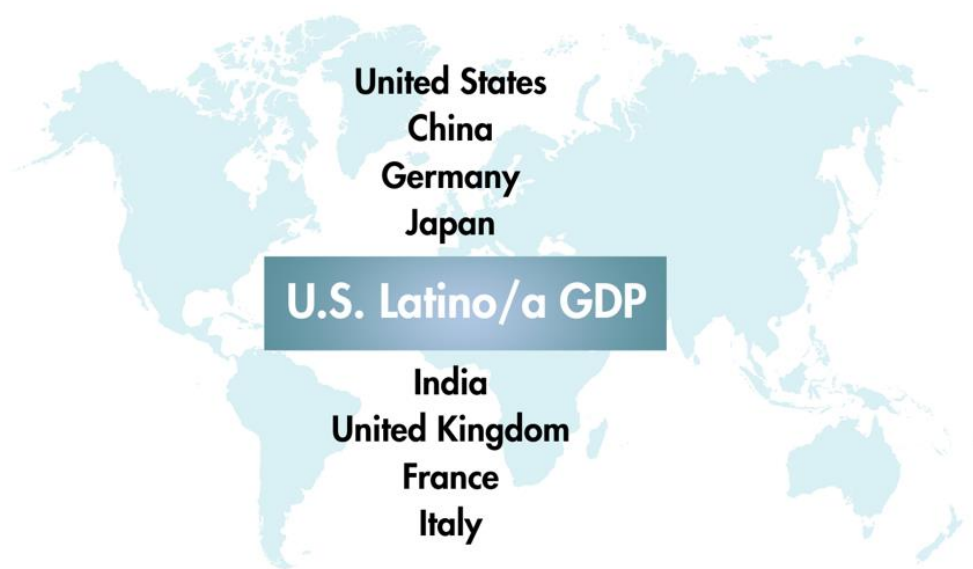 United States
China
Germany
Japan
U.S. Latino/a GDP
India
United Kingdom
France
Italy